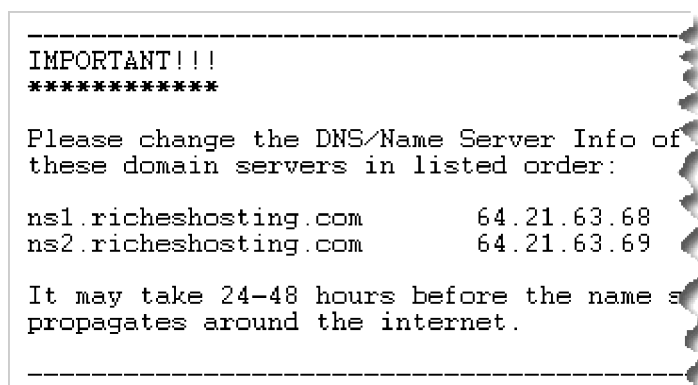 ------------------------------------------
IMPORTANT!!!
************
Please change the DNS/Name Server Info of
these domain servers in listed order:
ns1.richeshosting.com 64.21.63.68
ns2.richeshosting.com 64.21.63.69
It may take 24-48 hours before the name
propagates around the internet.
------------------------------------------